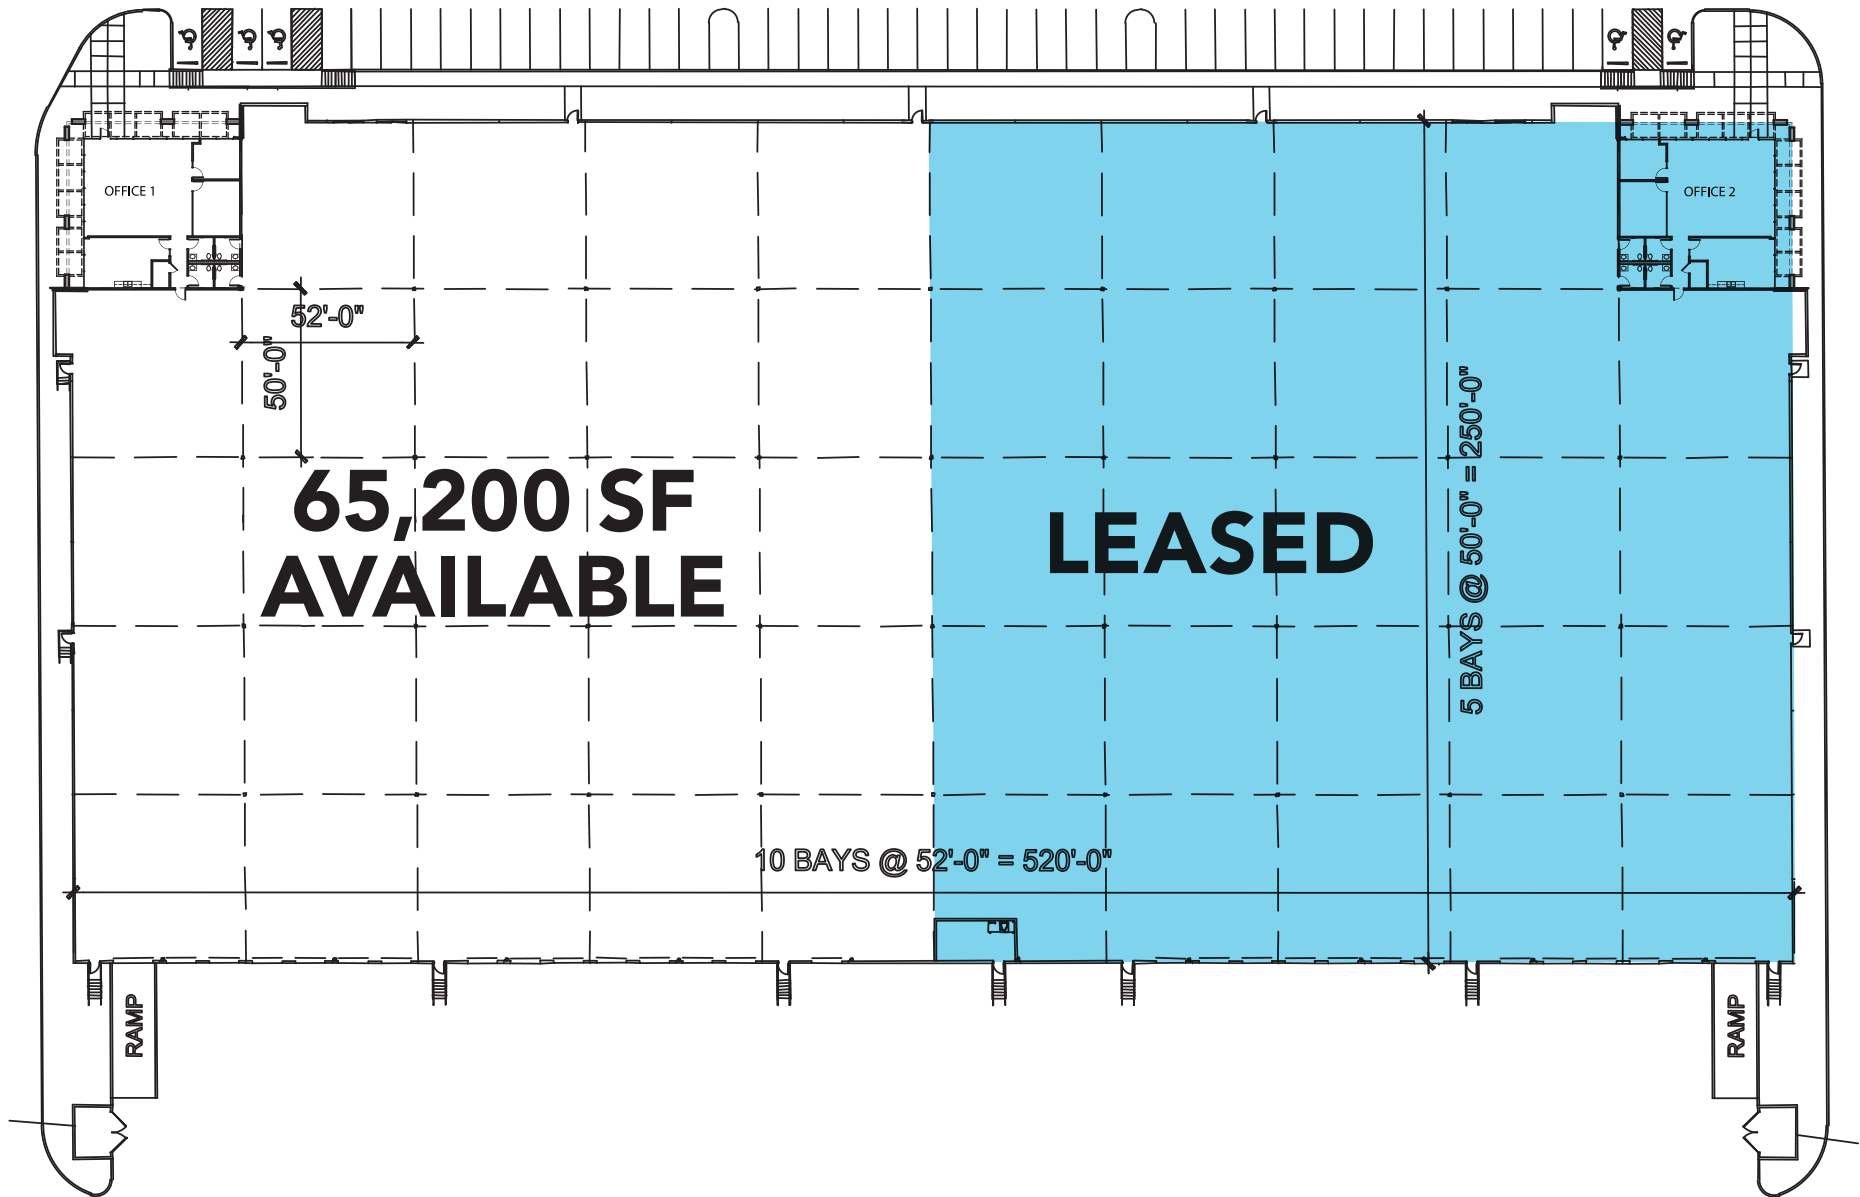 OFFICE 1
OFFICE 2
52'-0"
50'-0"
65,200 SF
AVAILABLE
LEASED
5 BAYS @ 50'-0" = 250'-0"
10 BAYS @ 52'-0" = 520'-0"
RAMP
RAMP